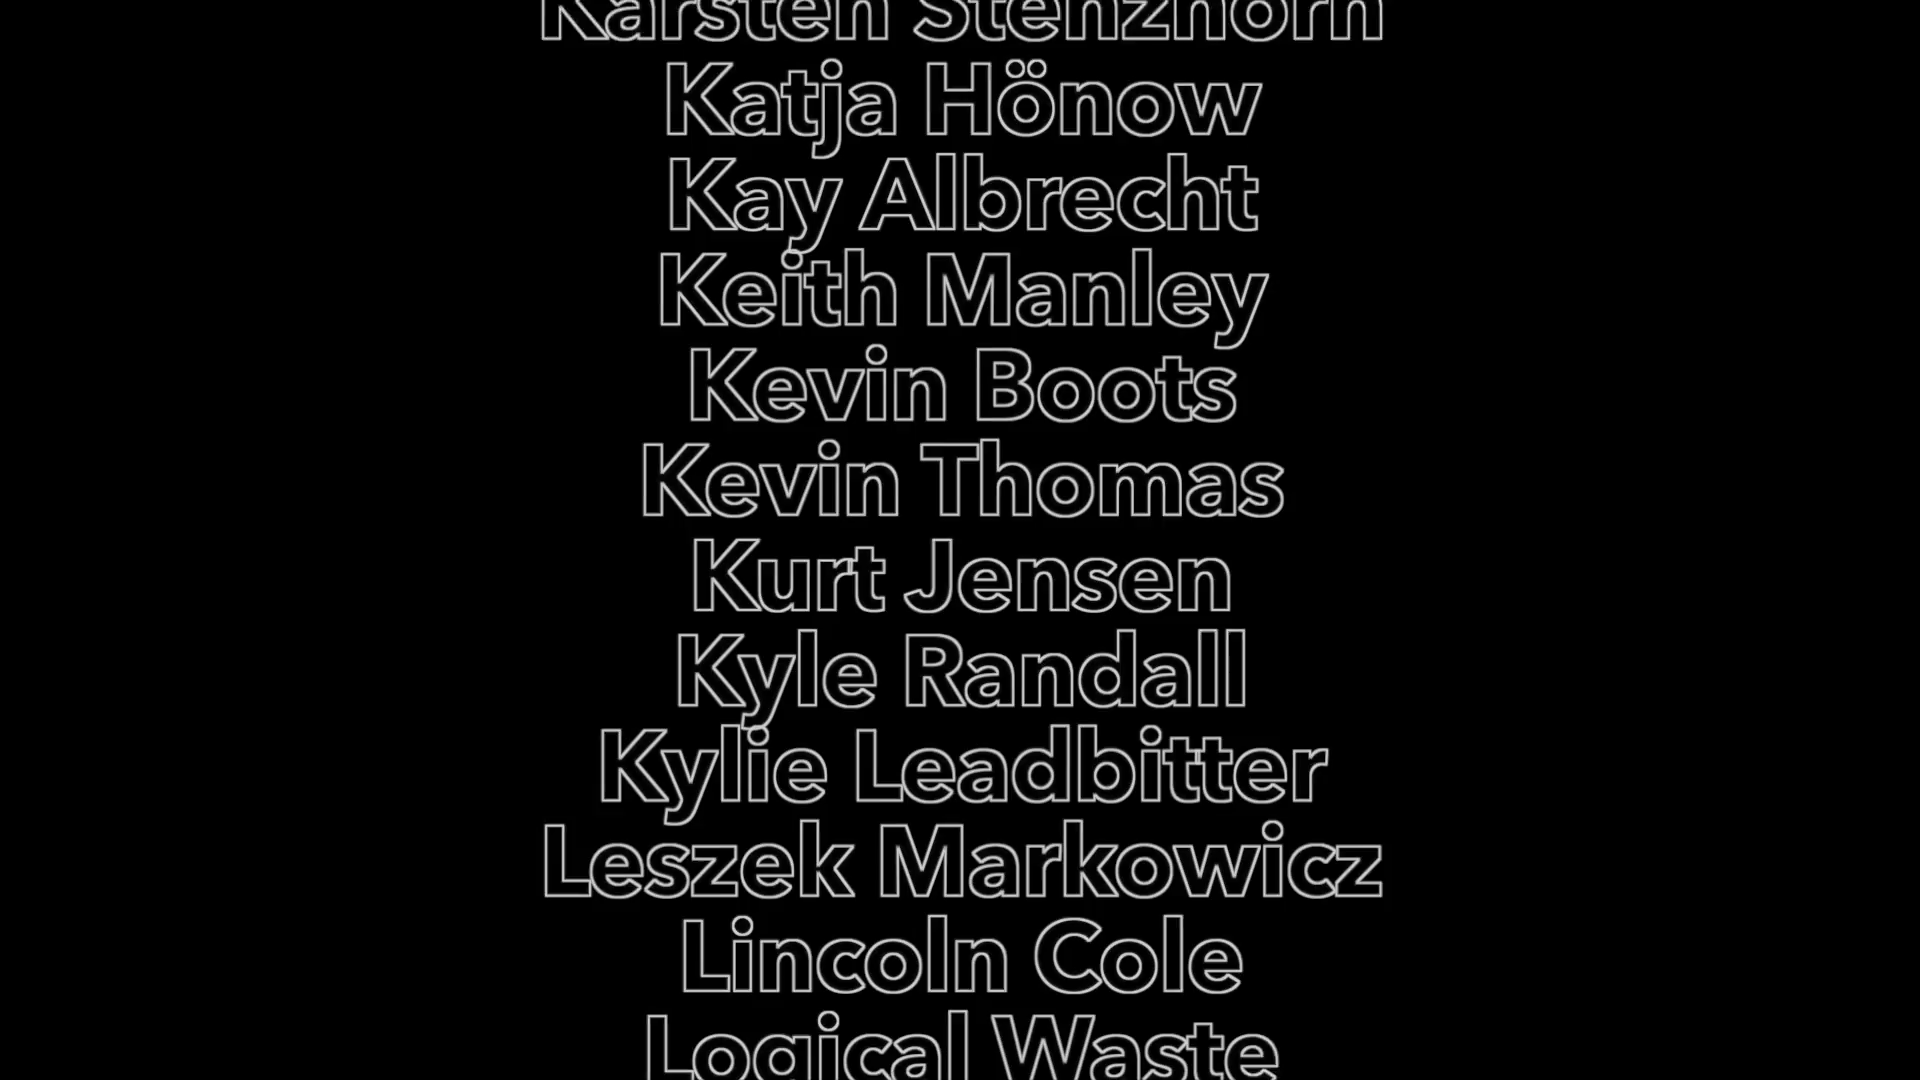 Karsten Stenzhorn
Katja Hönow
Kay Albrecht
Keith Manley
Kevin Boots
Kevin Thomas
Kurt Jensen
Kyle Randall
Kylie Leadbitter
Leszek Markowicz
Lincoln Cole
Logical Waste